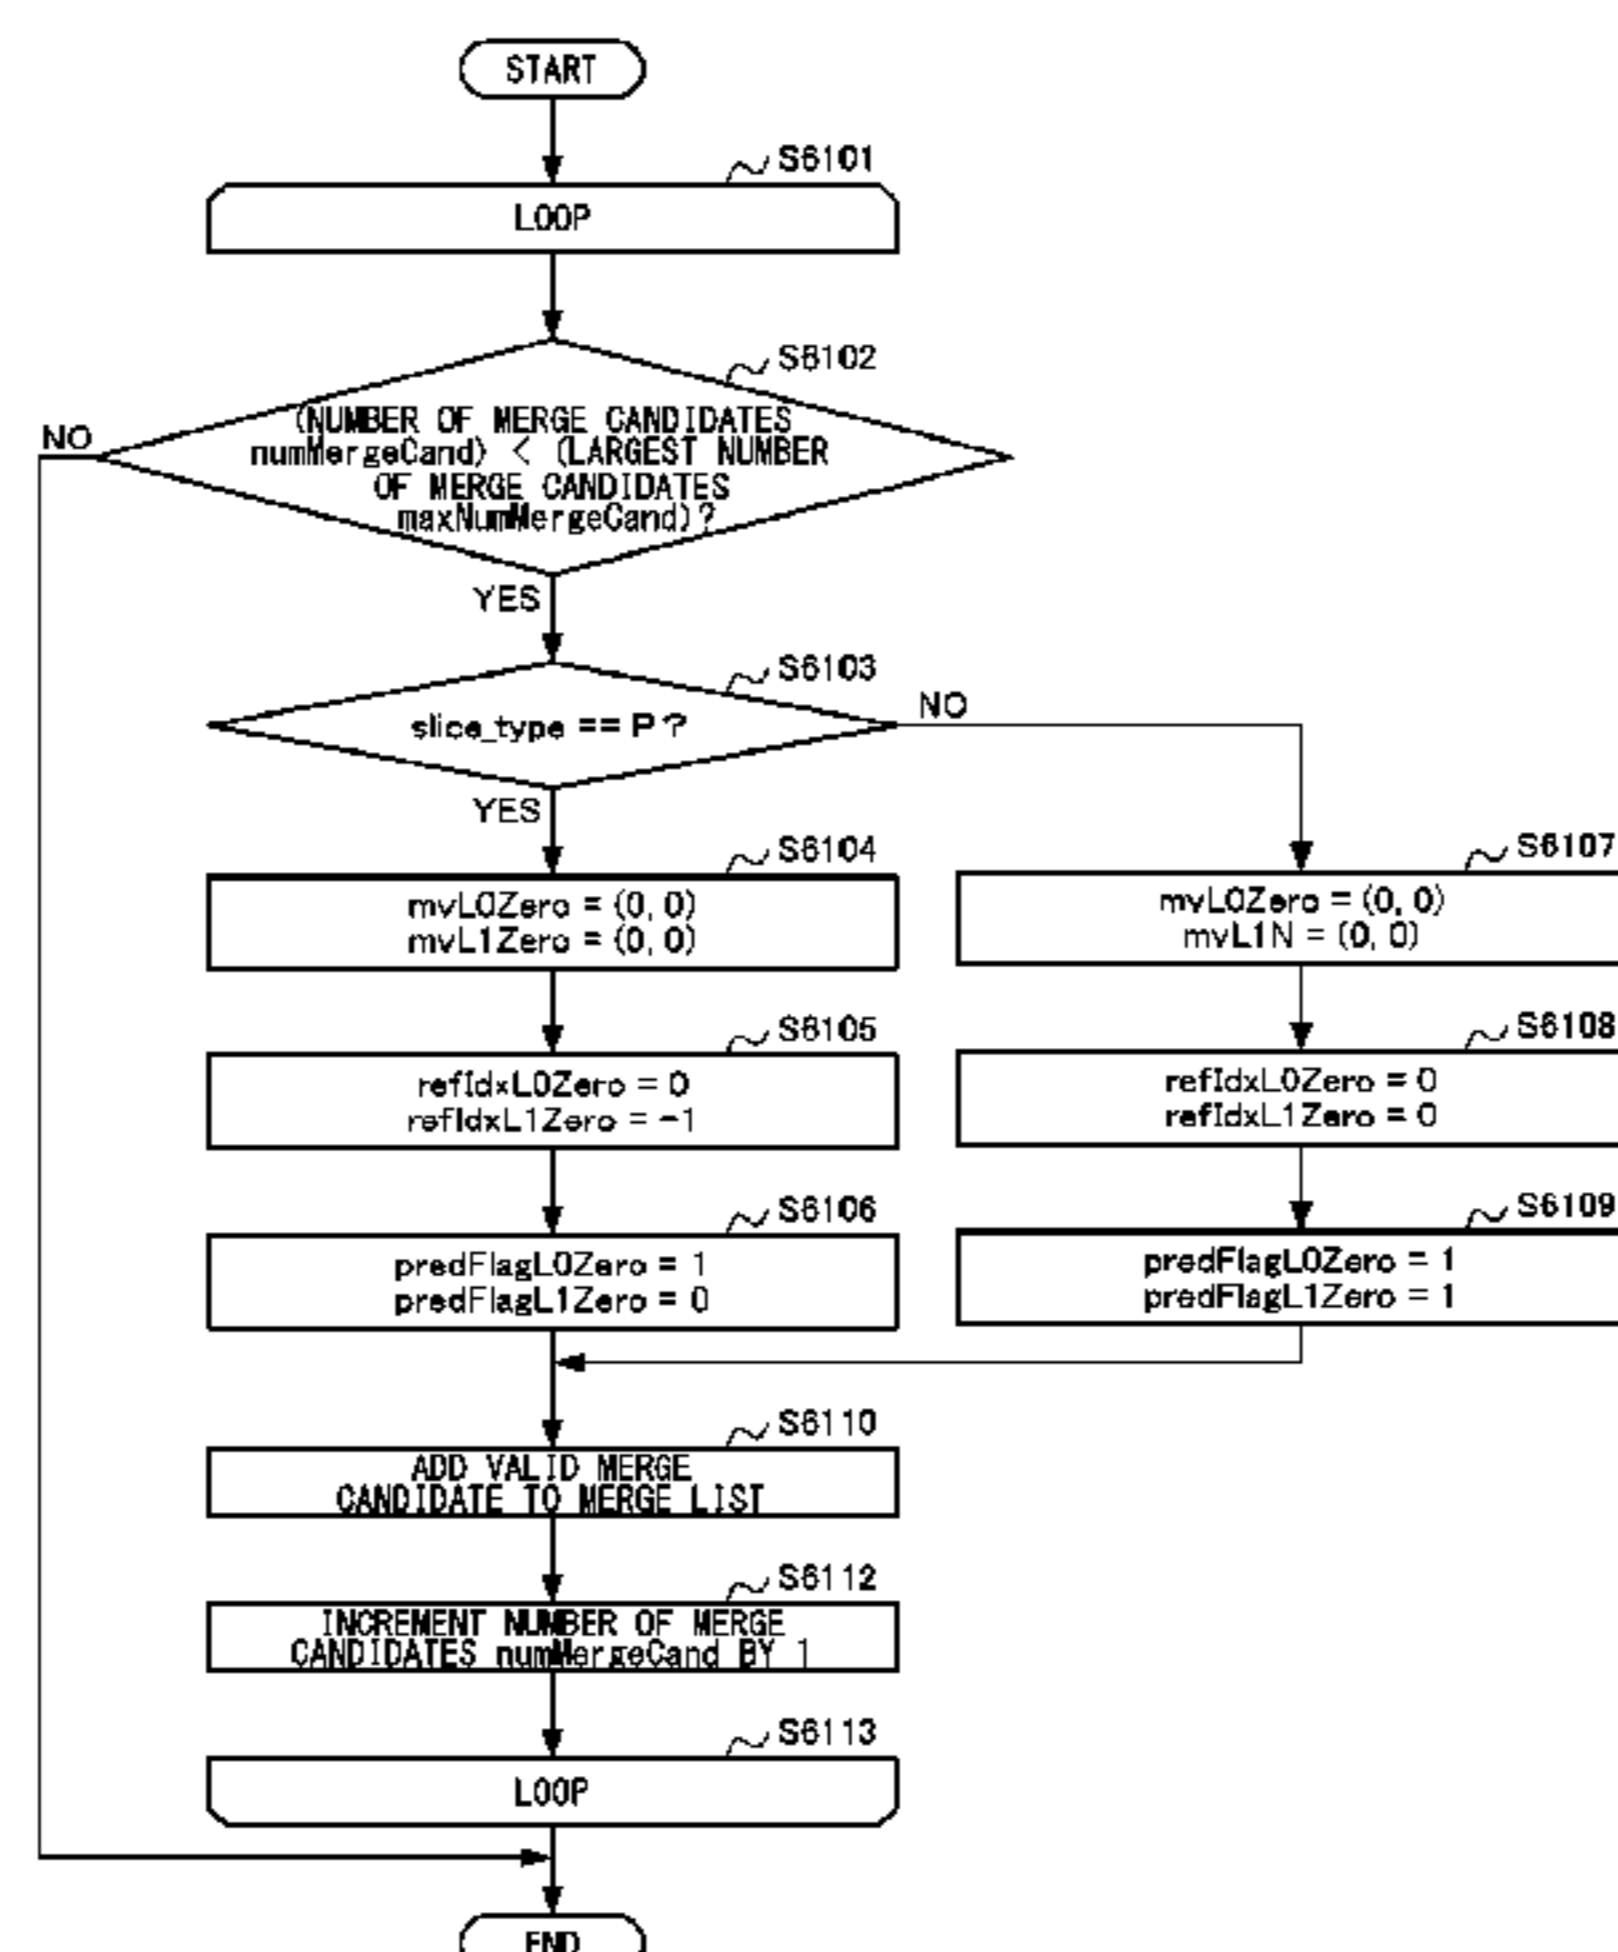 START
S6101
LOOP
S6102
(NUMBER OF MERGE CANDIDATES
numMergeCand) < (LARGEST NUMBER
OF MERGE CANDIDATES
maxNumMergeCand)?
NO
YES
S6103
slice_type == P ?
NO
YES
S6104
mvL0Zero = (0, 0)
mvL1Zero = (0, 0)
S6107
mvL0Zero = (0, 0)
mvL1N = (0, 0)
S6105
refIdxL0Zero = 0
refIdxL1Zero = -1
S6108
refIdxL0Zero = 0
refIdxL1Zero = 0
S6106
predFlagL0Zero = 1
predFlagL1Zero = 0
S6109
predFlagL0Zero = 1
predFlagL1Zero = 1
S6110
ADD VALID MERGE
CANDIDATE TO MERGE LIST
S6112
INCREMENT NUMBER OF MERGE
CANDIDATES numMergeCand BY 1
S6113
LOOP
END